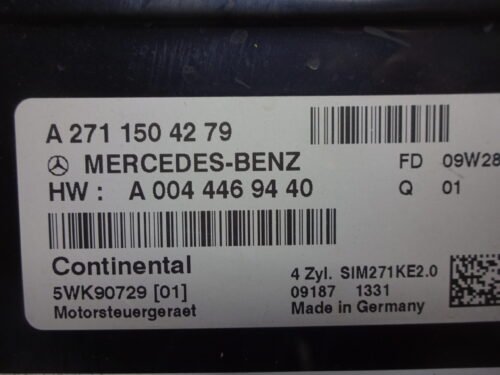 A 271 150 42 79
MERCEDES-BENZ FD 09W28
HW : A 004 446 94 40 Q 01
Continental 4 Zyl. SIM271KE2.0
5WK90729 [01] 09187 1331
Motorsteuergeraet Made in Germany